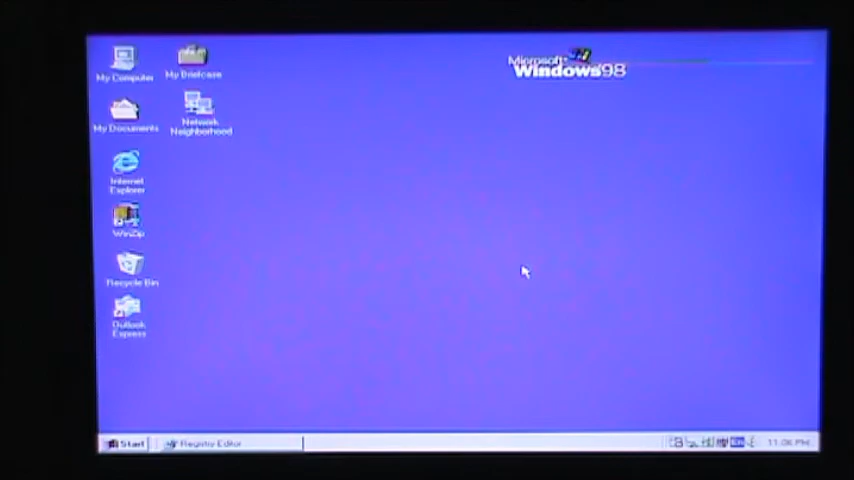 My Computer
My Briefcase
Microsoft
Windows98
My Documents
Network
Neighborhood
Internet
Explorer
WinZip
Recycle Bin
Outlook
Express
Start
Registry Editor
11:06 PM